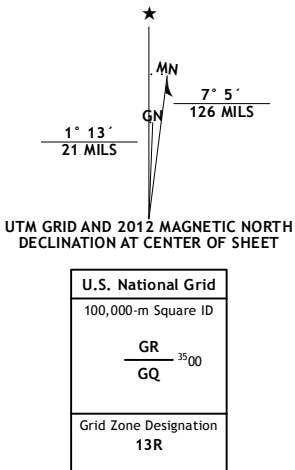 ★
MN
GN
7° 5´
126 MILS
1° 13´
21 MILS
UTM GRID AND 2012 MAGNETIC NORTH
DECLINATION AT CENTER OF SHEET
U.S. National Grid
100,000-m Square ID
GR
3500
GQ
Grid Zone Designation
13R